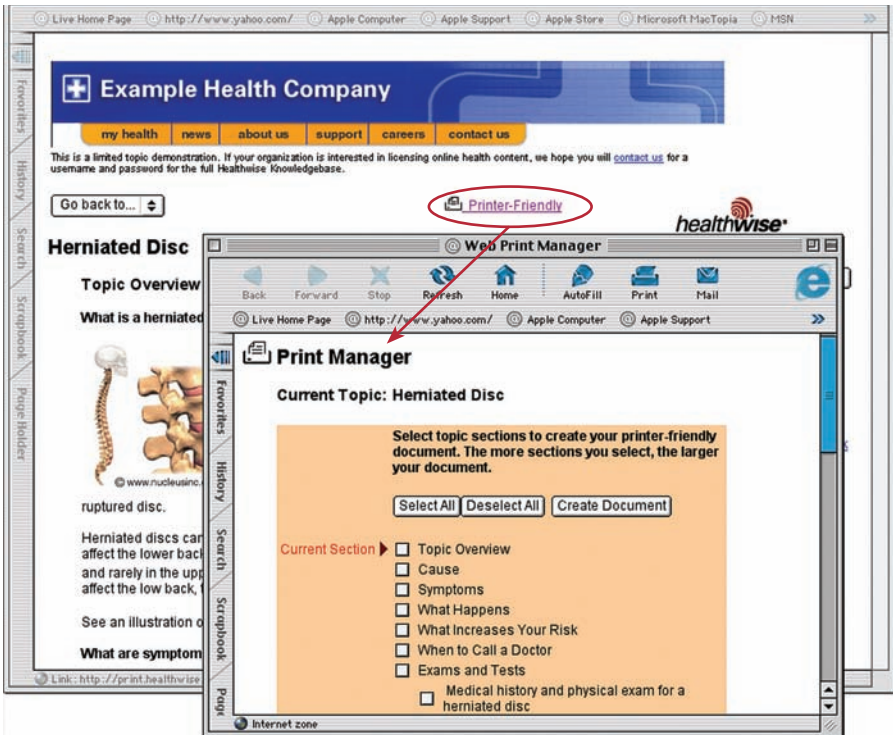 Live Home Page http://www.yahoo.com/ Apple Computer Apple Support Apple Store Microsoft MacTopia MSN
Favorites
History
Search
Scrapbook
Page Holder
Example Health Company
my health news about us support careers contact us
This is a limited topic demonstration. If your organization is interested in licensing online health content, we hope you will contact us for a
username and password for the full Healthwise Knowledgebase.
Go back to...
Printer-Friendly
healthwise
Herniated Disc
Topic Overview
What is a herniated
© www.nucleusinc.
ruptured disc.
Herniated discs can
affect the lower back
and rarely in the upp
affect the low back,
See an illustration o
What are symptom
Link: http://print.healthwise
Web Print Manager
Back Forward Stop Refresh Home AutoFill Print Mail
Live Home Page http://www.yahoo.com/ Apple Computer Apple Support
Favorites
History
Search
Scrapbook
Page
Print Manager
Current Topic: Herniated Disc
Select topic sections to create your printer-friendly
document. The more sections you select, the larger
your document.
Select All Deselect All Create Document
Current Section Topic Overview
Cause
Symptoms
What Happens
What Increases Your Risk
When to Call a Doctor
Exams and Tests
Medical history and physical exam for a
herniated disc
Internet zone